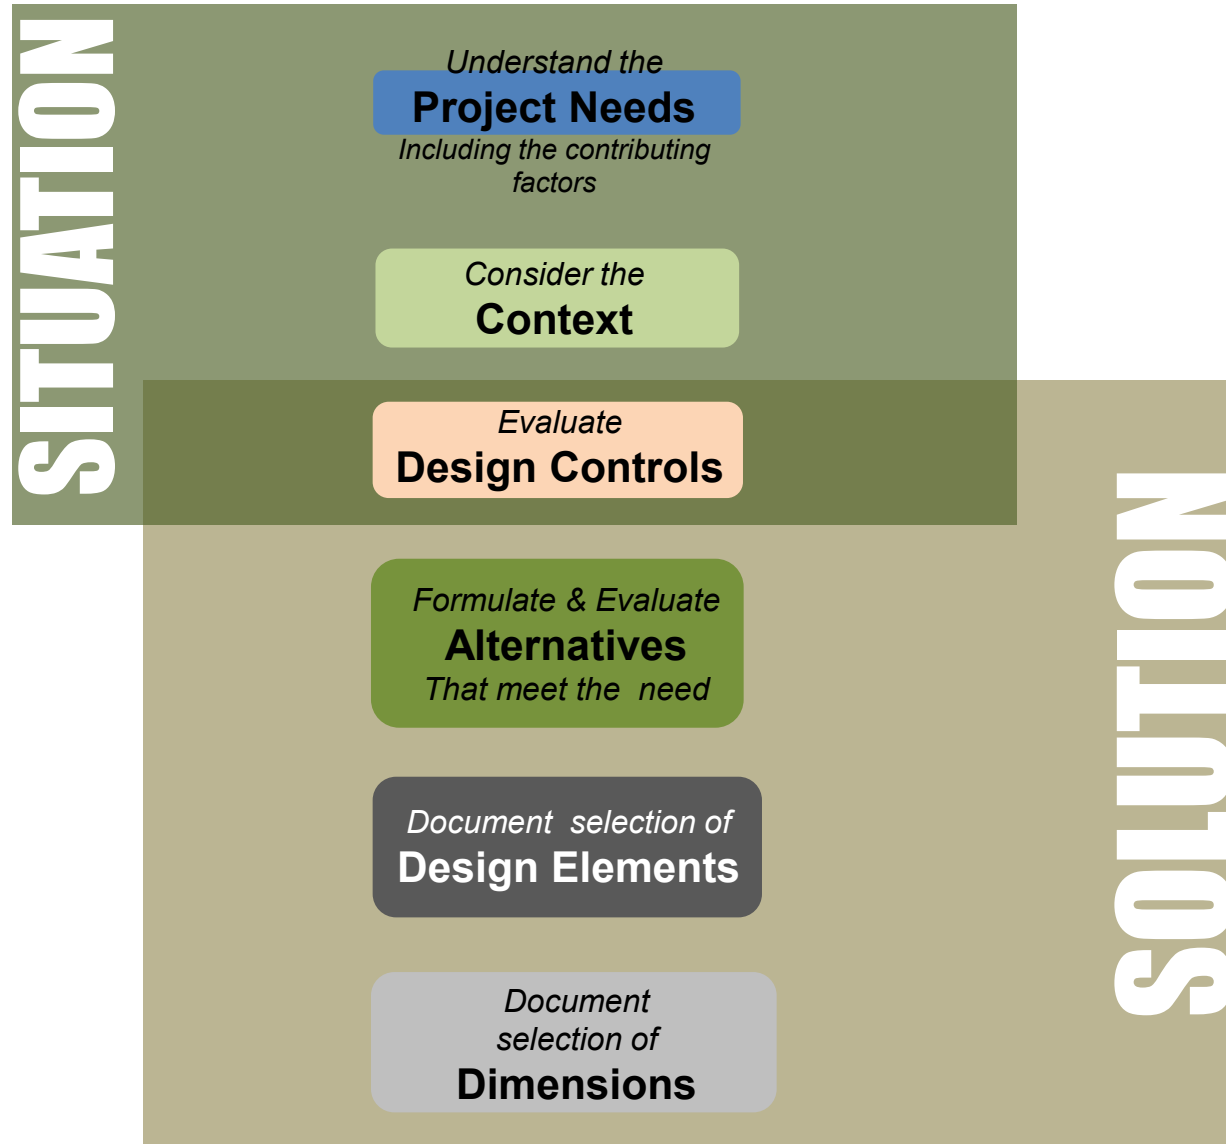 SITUATION
Understand the
Project Needs
Including the contributing
factors
Consider the
Context
Evaluate
Design Controls
Formulate & Evaluate
Alternatives
That meet the need
Document selection of
Design Elements
Document
selection of
Dimensions
SOLUTION